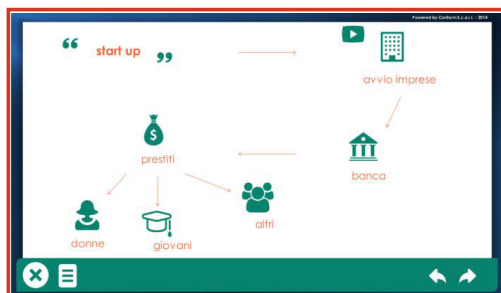 Powered by Conform S.c.a.r.l. - 2014
“ start up ”
avvio imprese
banca
prestiti
donne
giovani
altri